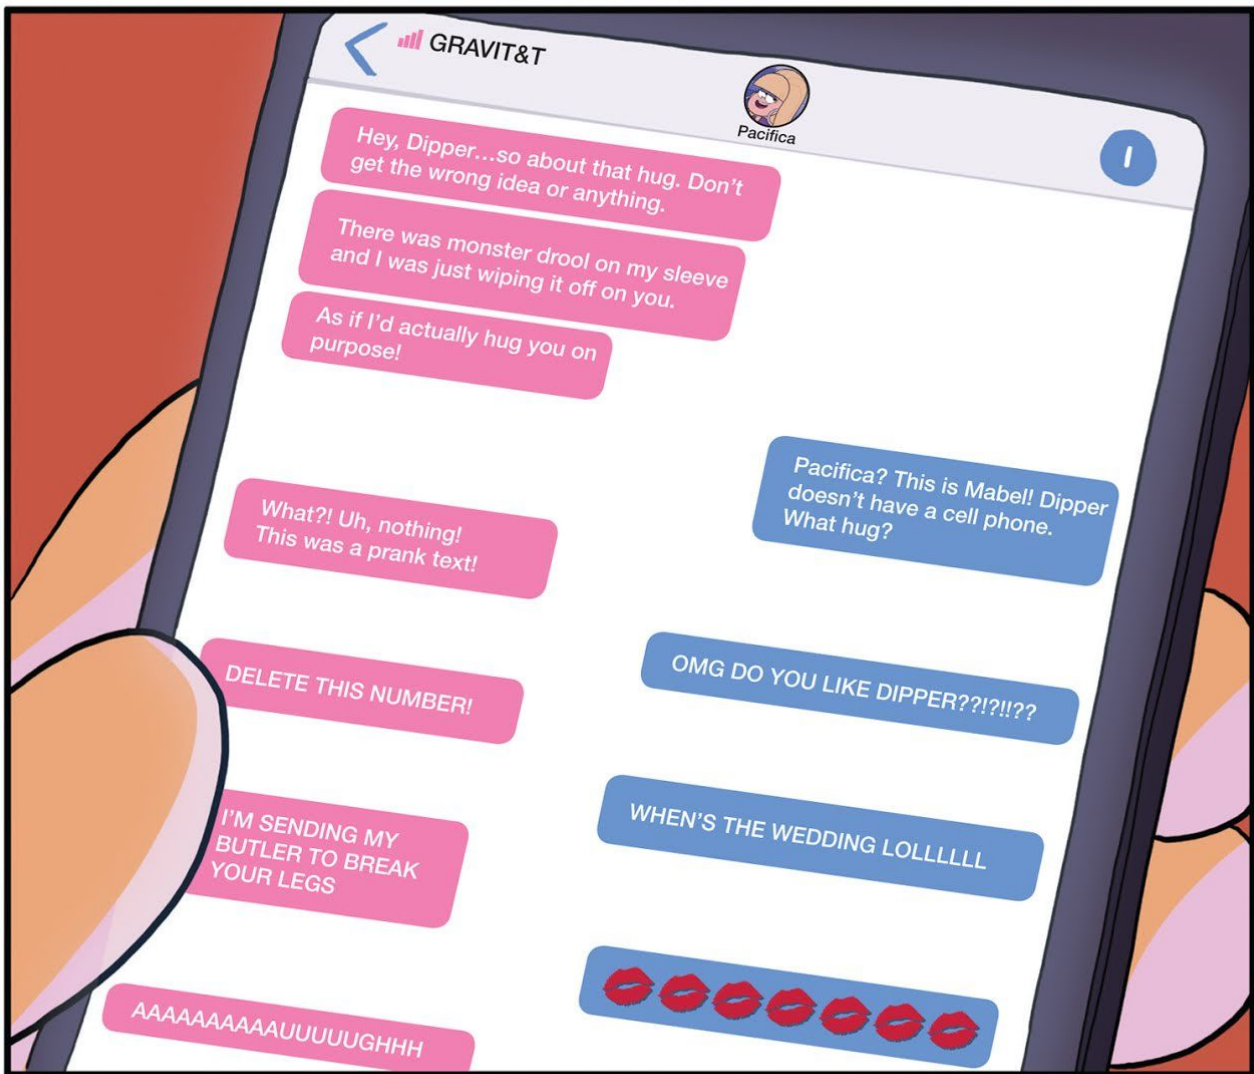 GRAVIT&T
Pacifica
Hey, Dipper...so about that hug. Don't
get the wrong idea or anything.
There was monster drool on my sleeve
and I was just wiping it off on you.
As if I'd actually hug you on
purpose!
Pacifica? This is Mabel! Dipper
doesn't have a cell phone.
What hug?
What?! Uh, nothing!
This was a prank text!
OMG DO YOU LIKE DIPPER??!?!!??
DELETE THIS NUMBER!
WHEN'S THE WEDDING LOLLLLLL
I'M SENDING MY
BUTLER TO BREAK
YOUR LEGS
AAAAAAAAAAUUUUUGHHH